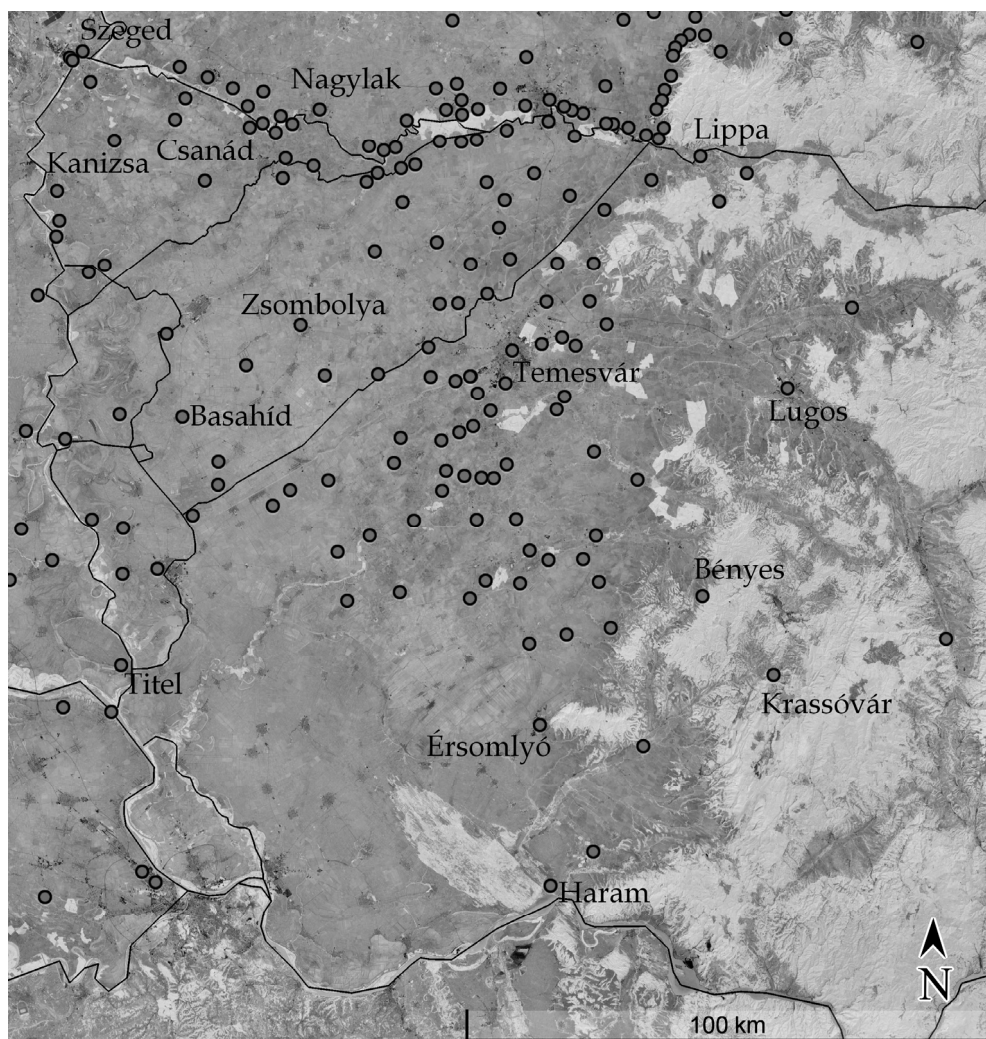 Szeged
Nagylak
Lippa
Kanizsa
Csanád
Zsombolya
Temesvár
Lugos
Basahíd
Bényes
Titel
Krassóvár
Érsomlyó
Haram
N
100 km